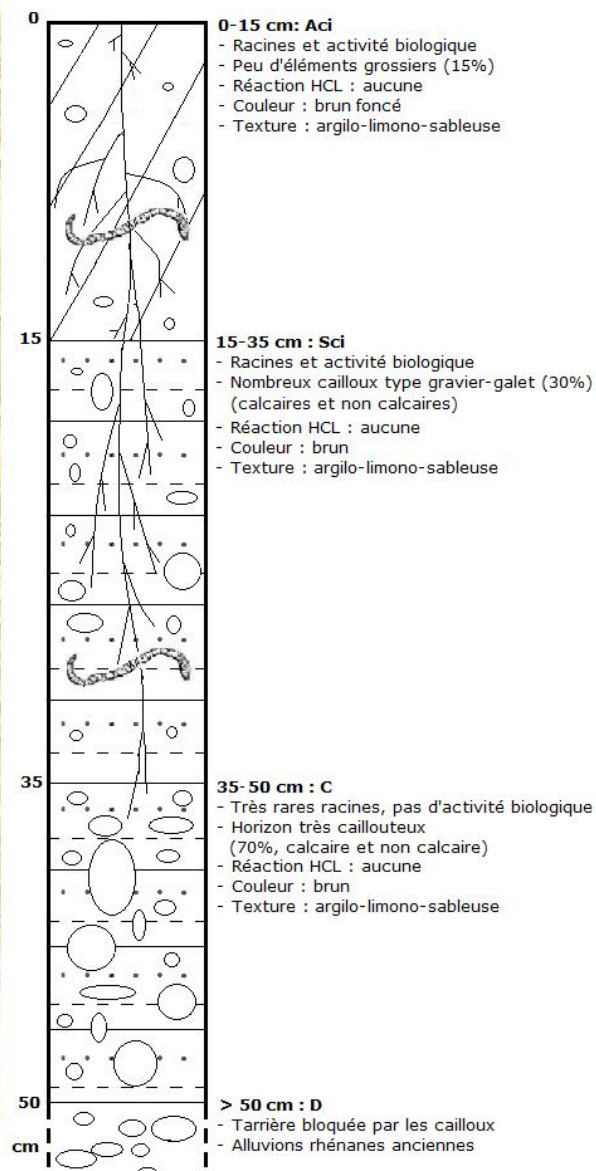 0
0-15 cm: Aci
- Racines et activité biologique
- Peu d'éléments grossiers (15%)
- Réaction HCL : aucune
- Couleur : brun foncé
- Texture : argilo-limono-sableuse
15
15-35 cm : Sci
- Racines et activité biologique
- Nombreux cailloux type gravier-galet (30%)
(calcaires et non calcaires)
- Réaction HCL : aucune
- Couleur : brun
- Texture : argilo-limono-sableuse
35
35-50 cm : C
- Très rares racines, pas d'activité biologique
- Horizon très caillouteux
(70%, calcaire et non calcaire)
- Réaction HCL : aucune
- Couleur : brun
- Texture : argilo-limono-sableuse
50
> 50 cm : D
- Tarrière bloquée par les cailloux
cm
- Alluvions rhénanes anciennes